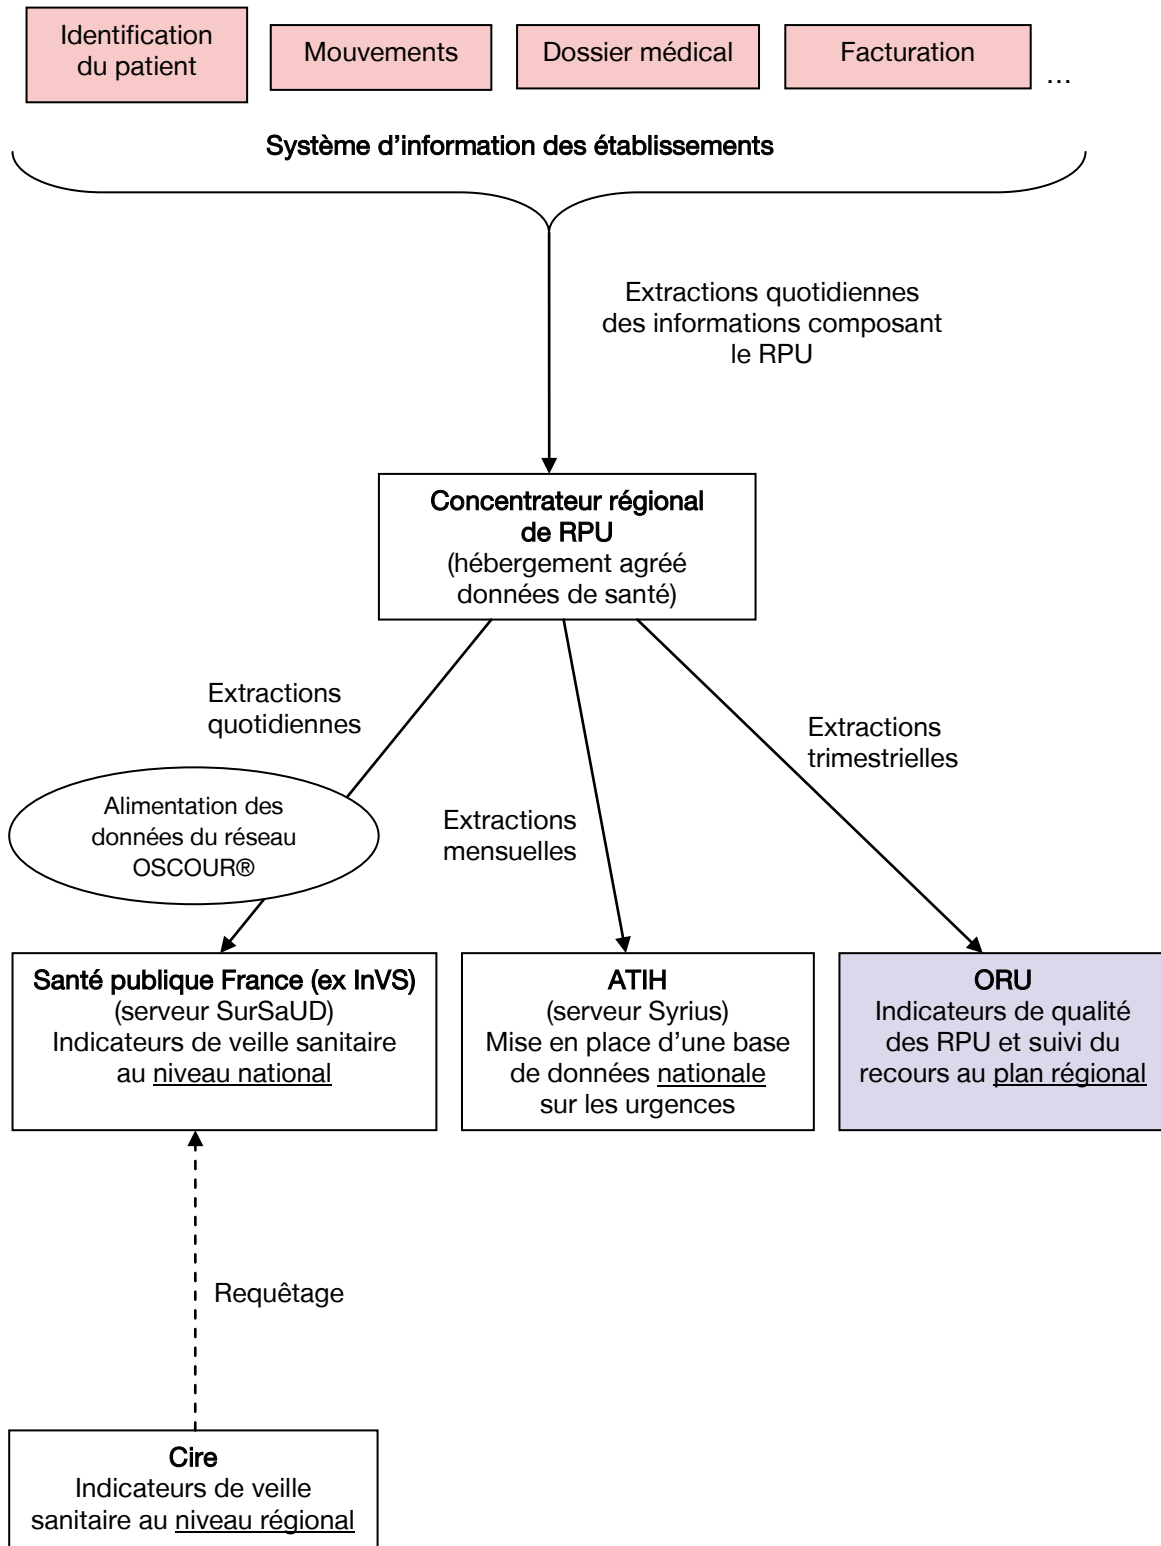 Identification
du patient
Mouvements
Dossier médical
Facturation
...
Système d’information des établissements
Extractions quotidiennes
des informations composant
le RPU
Concentrateur régional
de RPU
(hébergement agréé
données de santé)
Extractions
quotidiennes
Extractions
trimestrielles
Alimentation des
données du réseau
OSCOUR®
Extractions
mensuelles
Santé publique France (ex InVS)
(serveur SurSaUD)
Indicateurs de veille sanitaire
au niveau national
ATIH
(serveur Syrius)
Mise en place d’une base
de données nationale
sur les urgences
ORU
Indicateurs de qualité
des RPU et suivi du
recours au plan régional
Requêtage
Cire
Indicateurs de veille
sanitaire au niveau régional